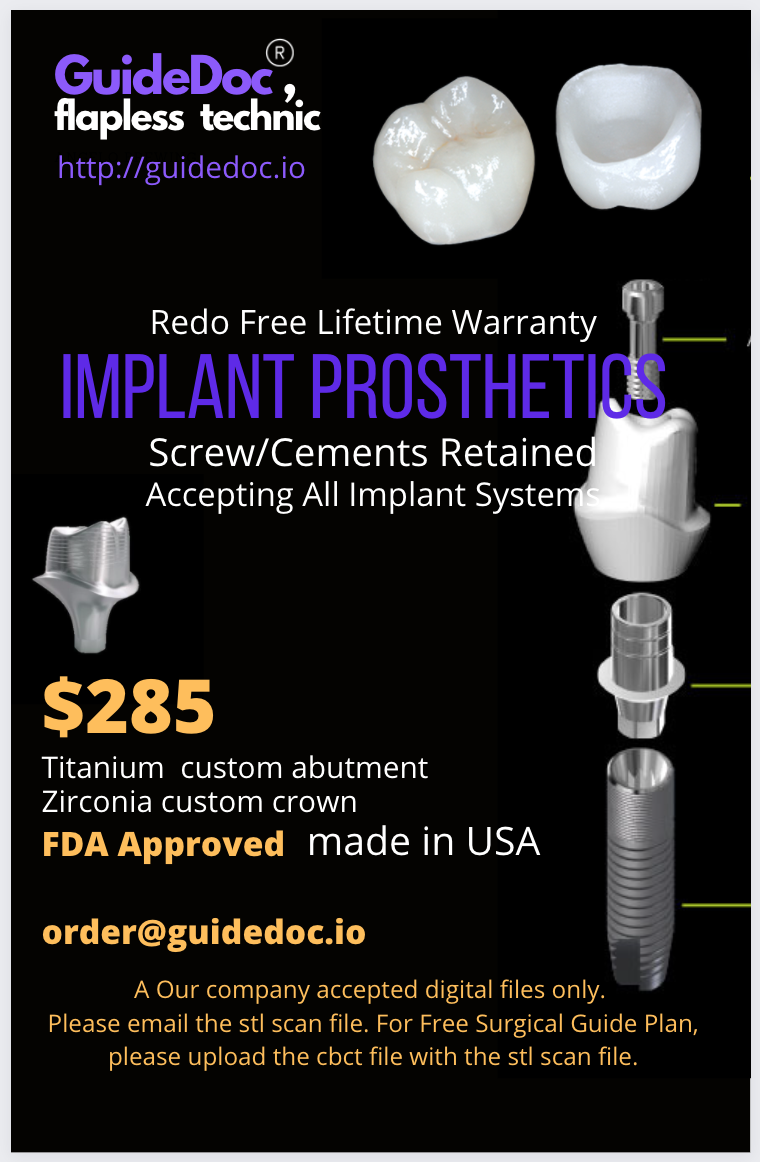 GuideDoc® ,
flapless technic
http://guidedoc.io
Redo Free Lifetime Warranty
IMPLANT PROSTHETICS
Screw/Cements Retained
Accepting All Implant Systems
$285
Titanium custom abutment
Zirconia custom crown
FDA Approved made in USA
order@guidedoc.io
A Our company accepted digital files only.
Please email the stl scan file. For Free Surgical Guide Plan,
please upload the cbct file with the stl scan file.